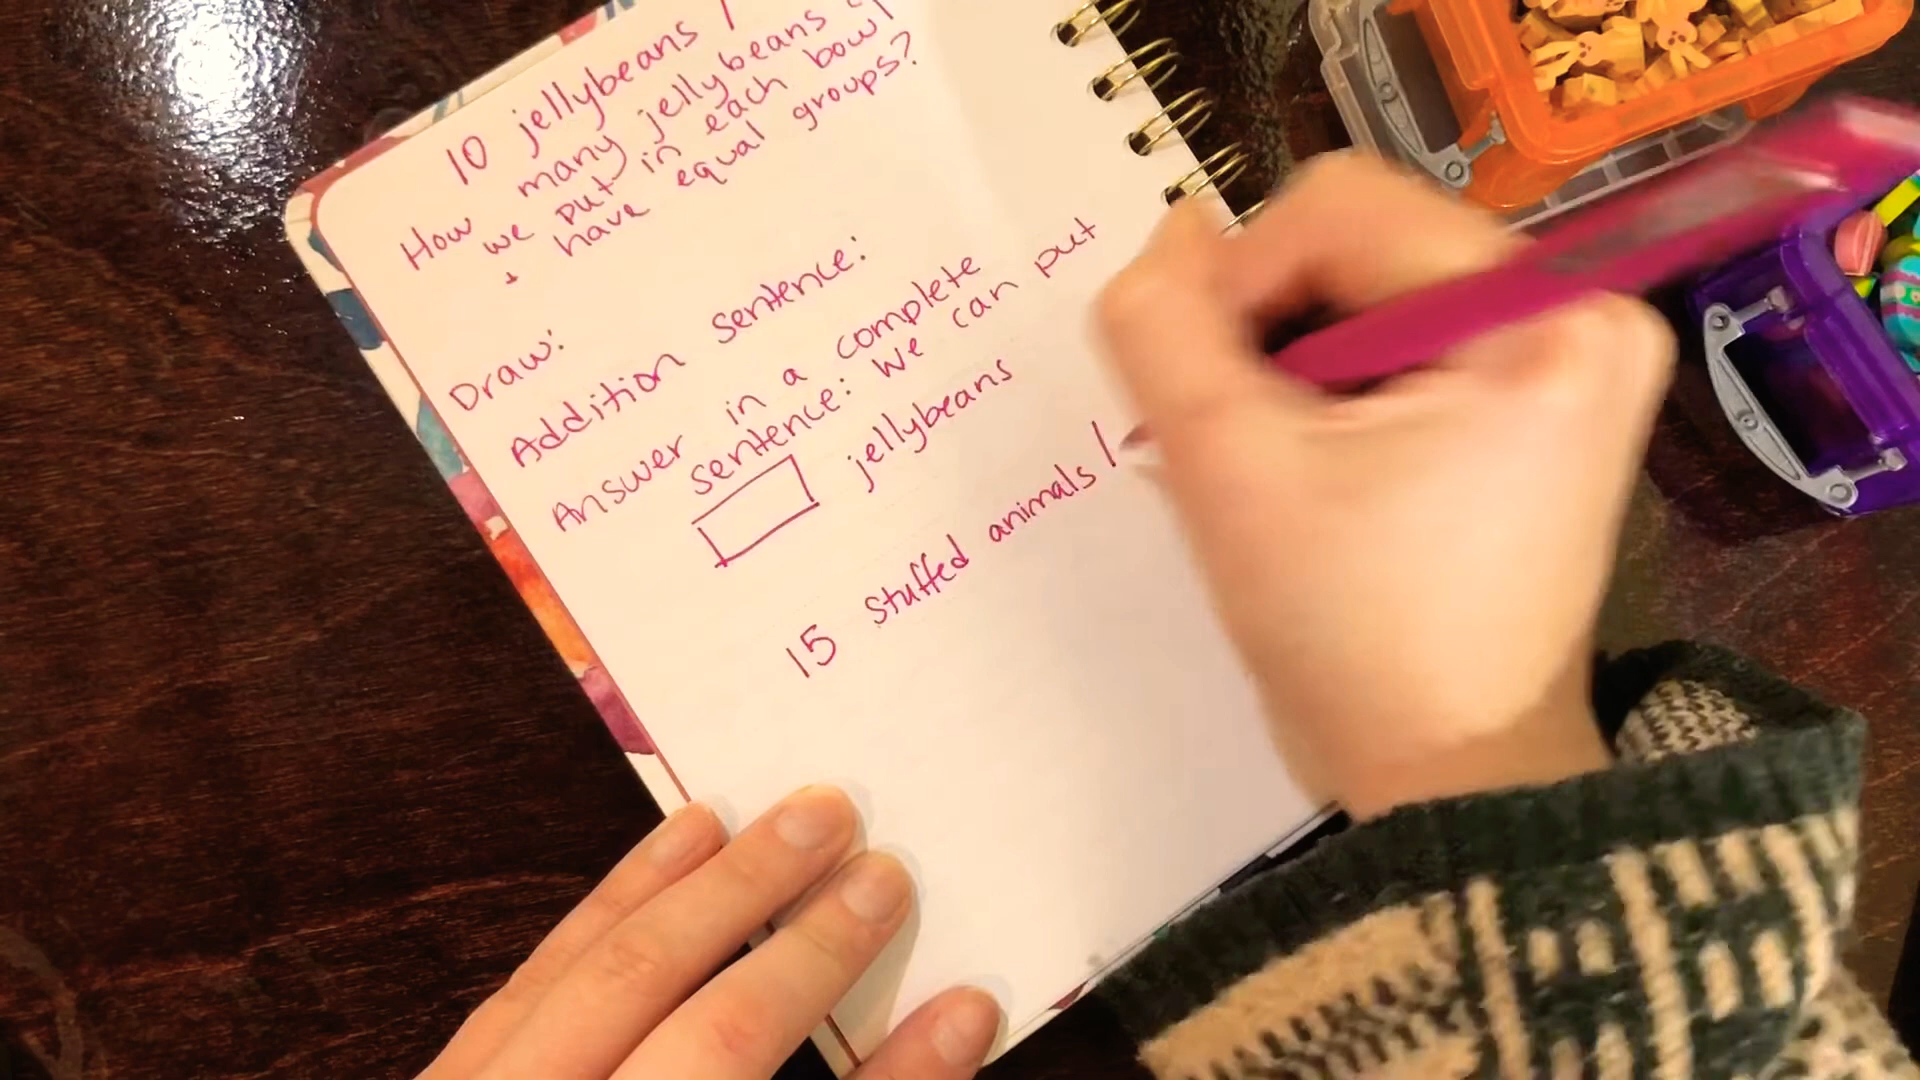 10 jellybeans /
How many jellybeans
we put in each bowl
+ have equal groups?
Draw:
Addition sentence:
Answer in a complete
sentence: We can put
jellybeans
15 stuffed animals /